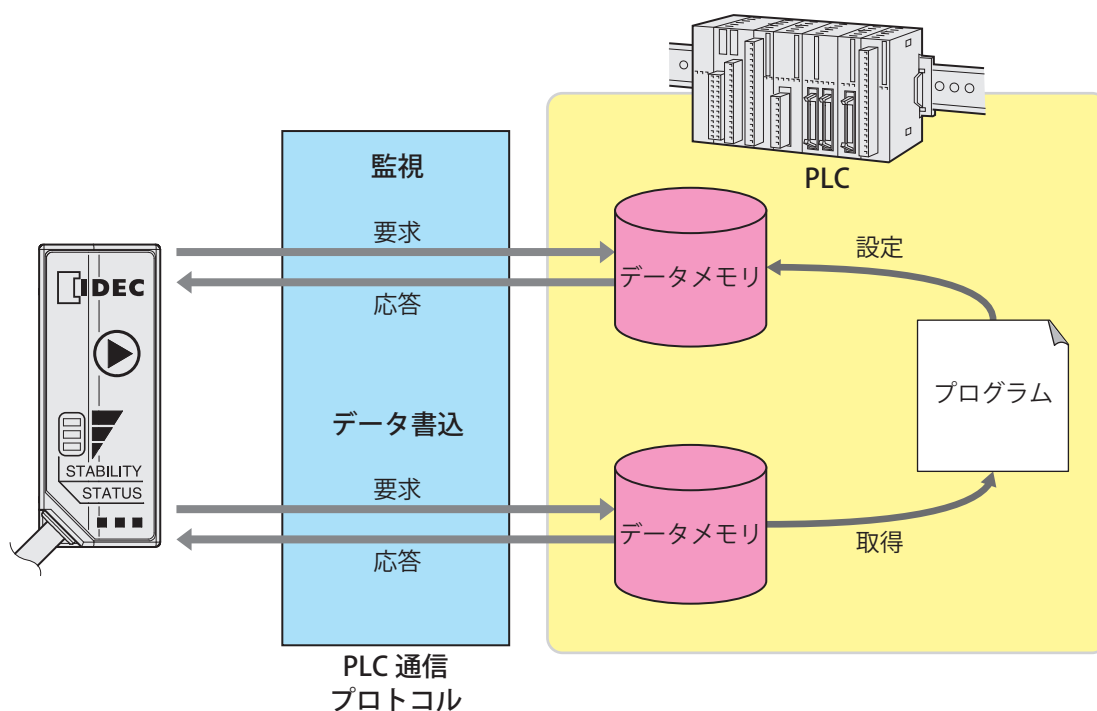 PLC
監視
要求
データメモリ
設定
応答
IDEC
プログラム
データ書込
STABILITY
STATUS
要求
データメモリ
取得
応答
PLC 通信
プロトコル